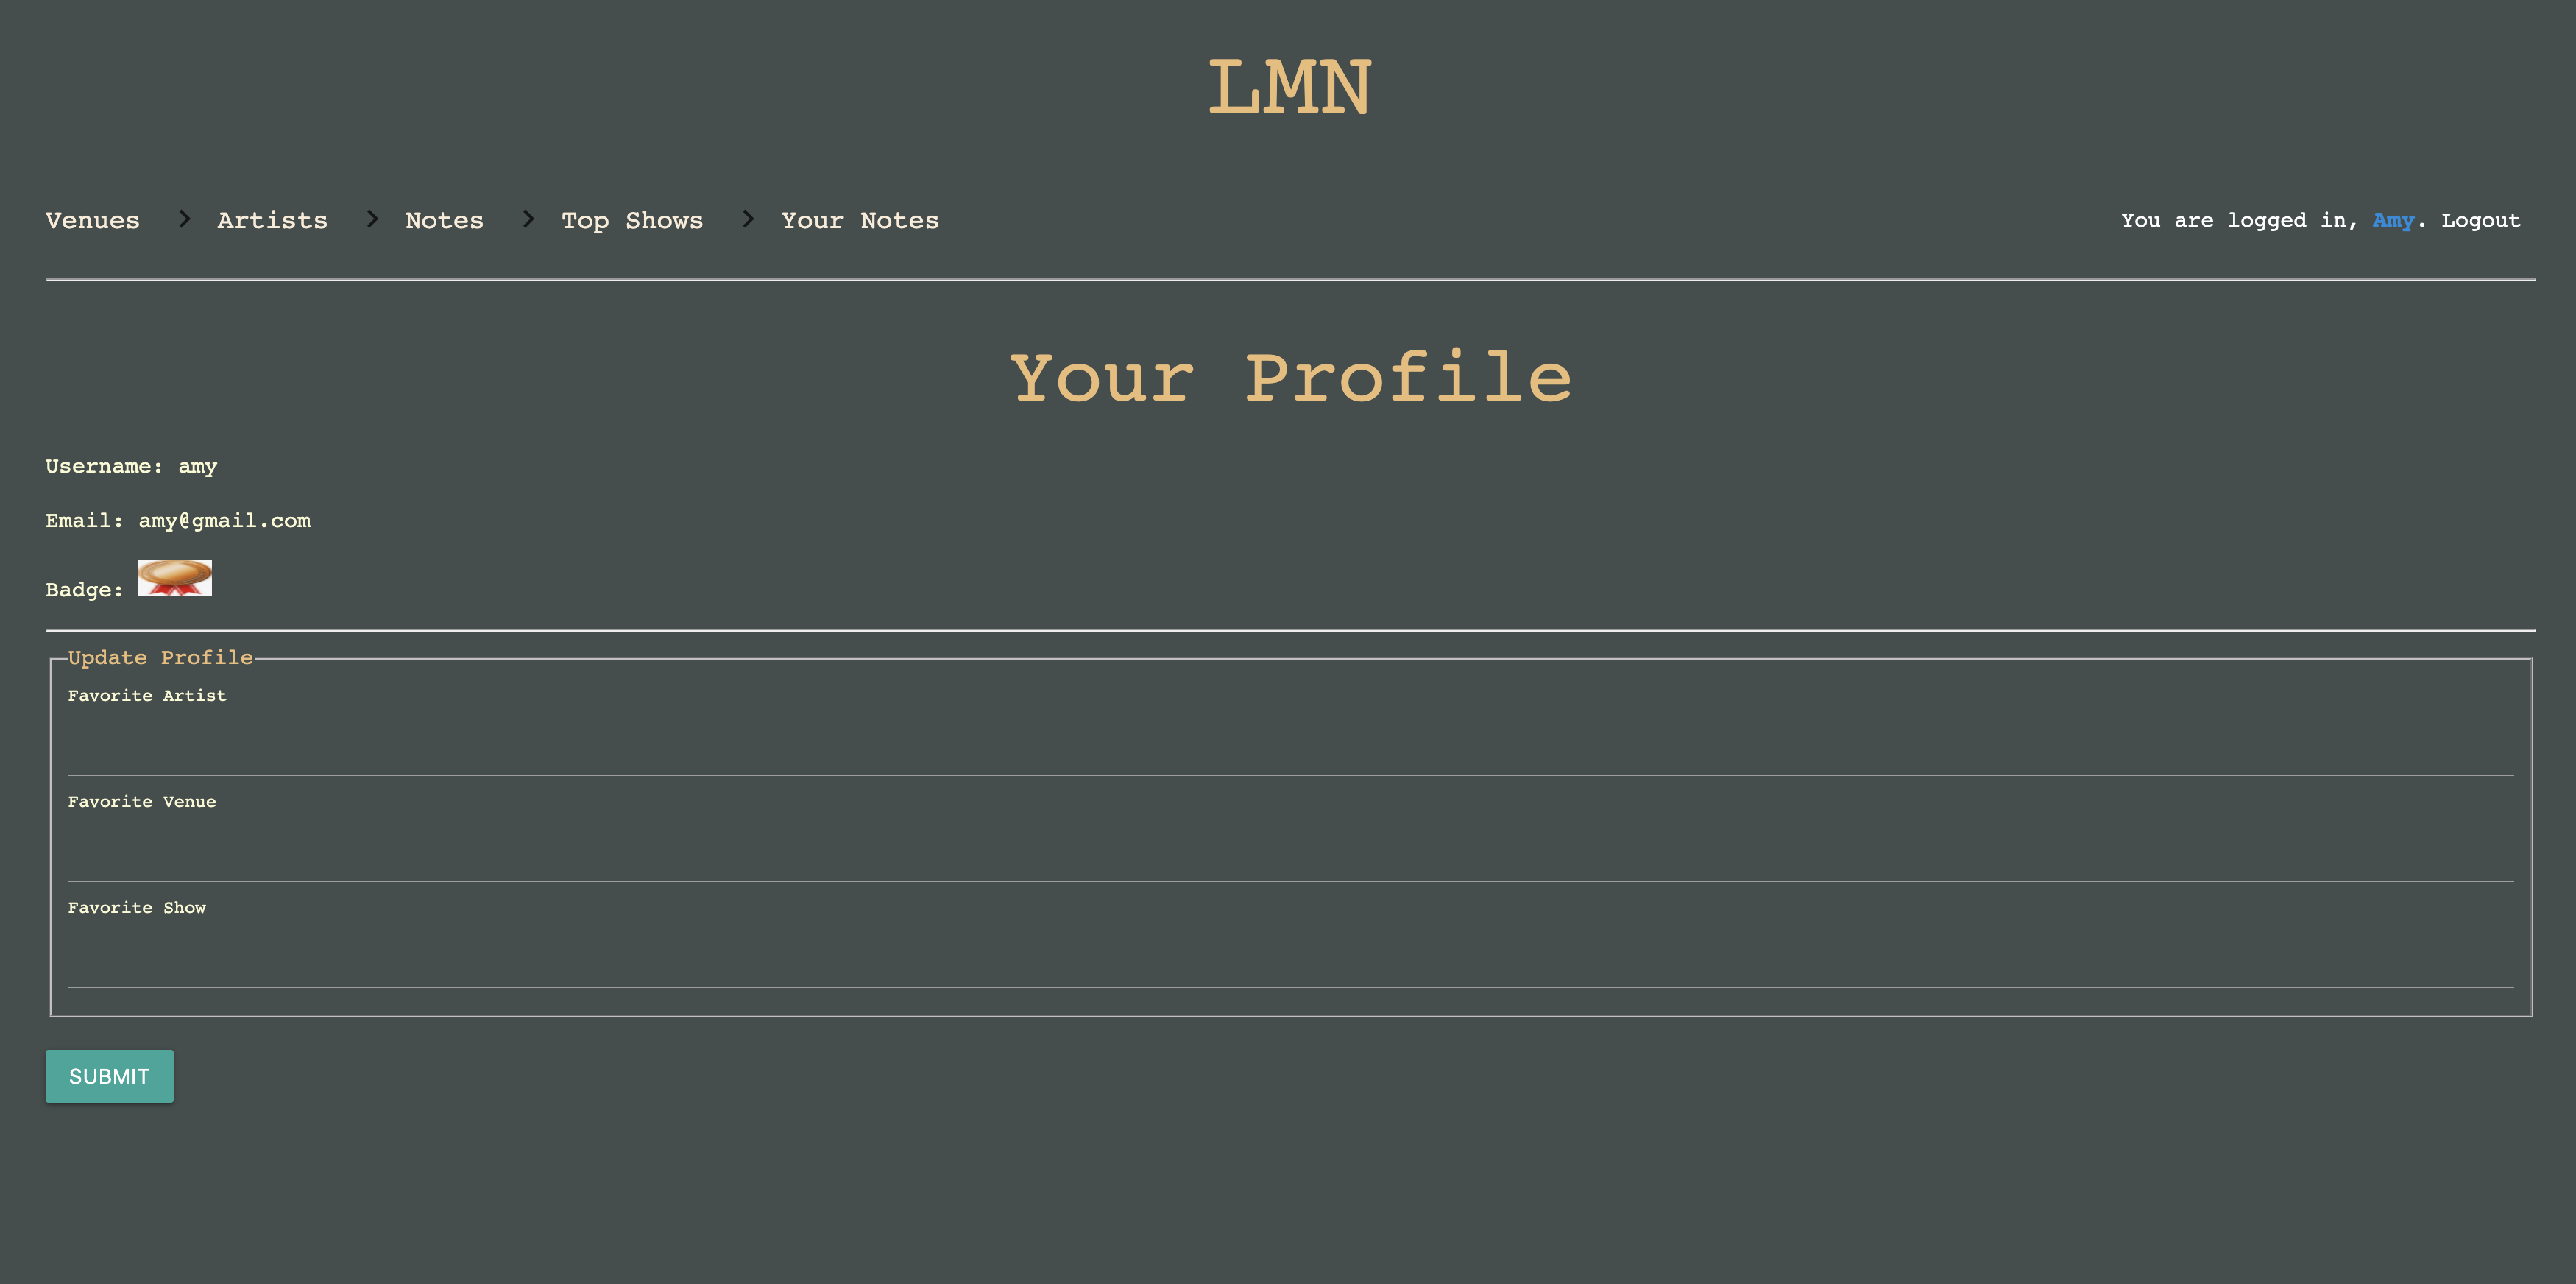 LMN
Venues > Artists > Notes > Top Shows > Your Notes You are logged in, Amy. Logout
Your Profile
Username: amy
Email: amy@gmail.com
Badge:
Update Profile
Favorite Artist
Favorite Venue
Favorite Show
SUBMIT